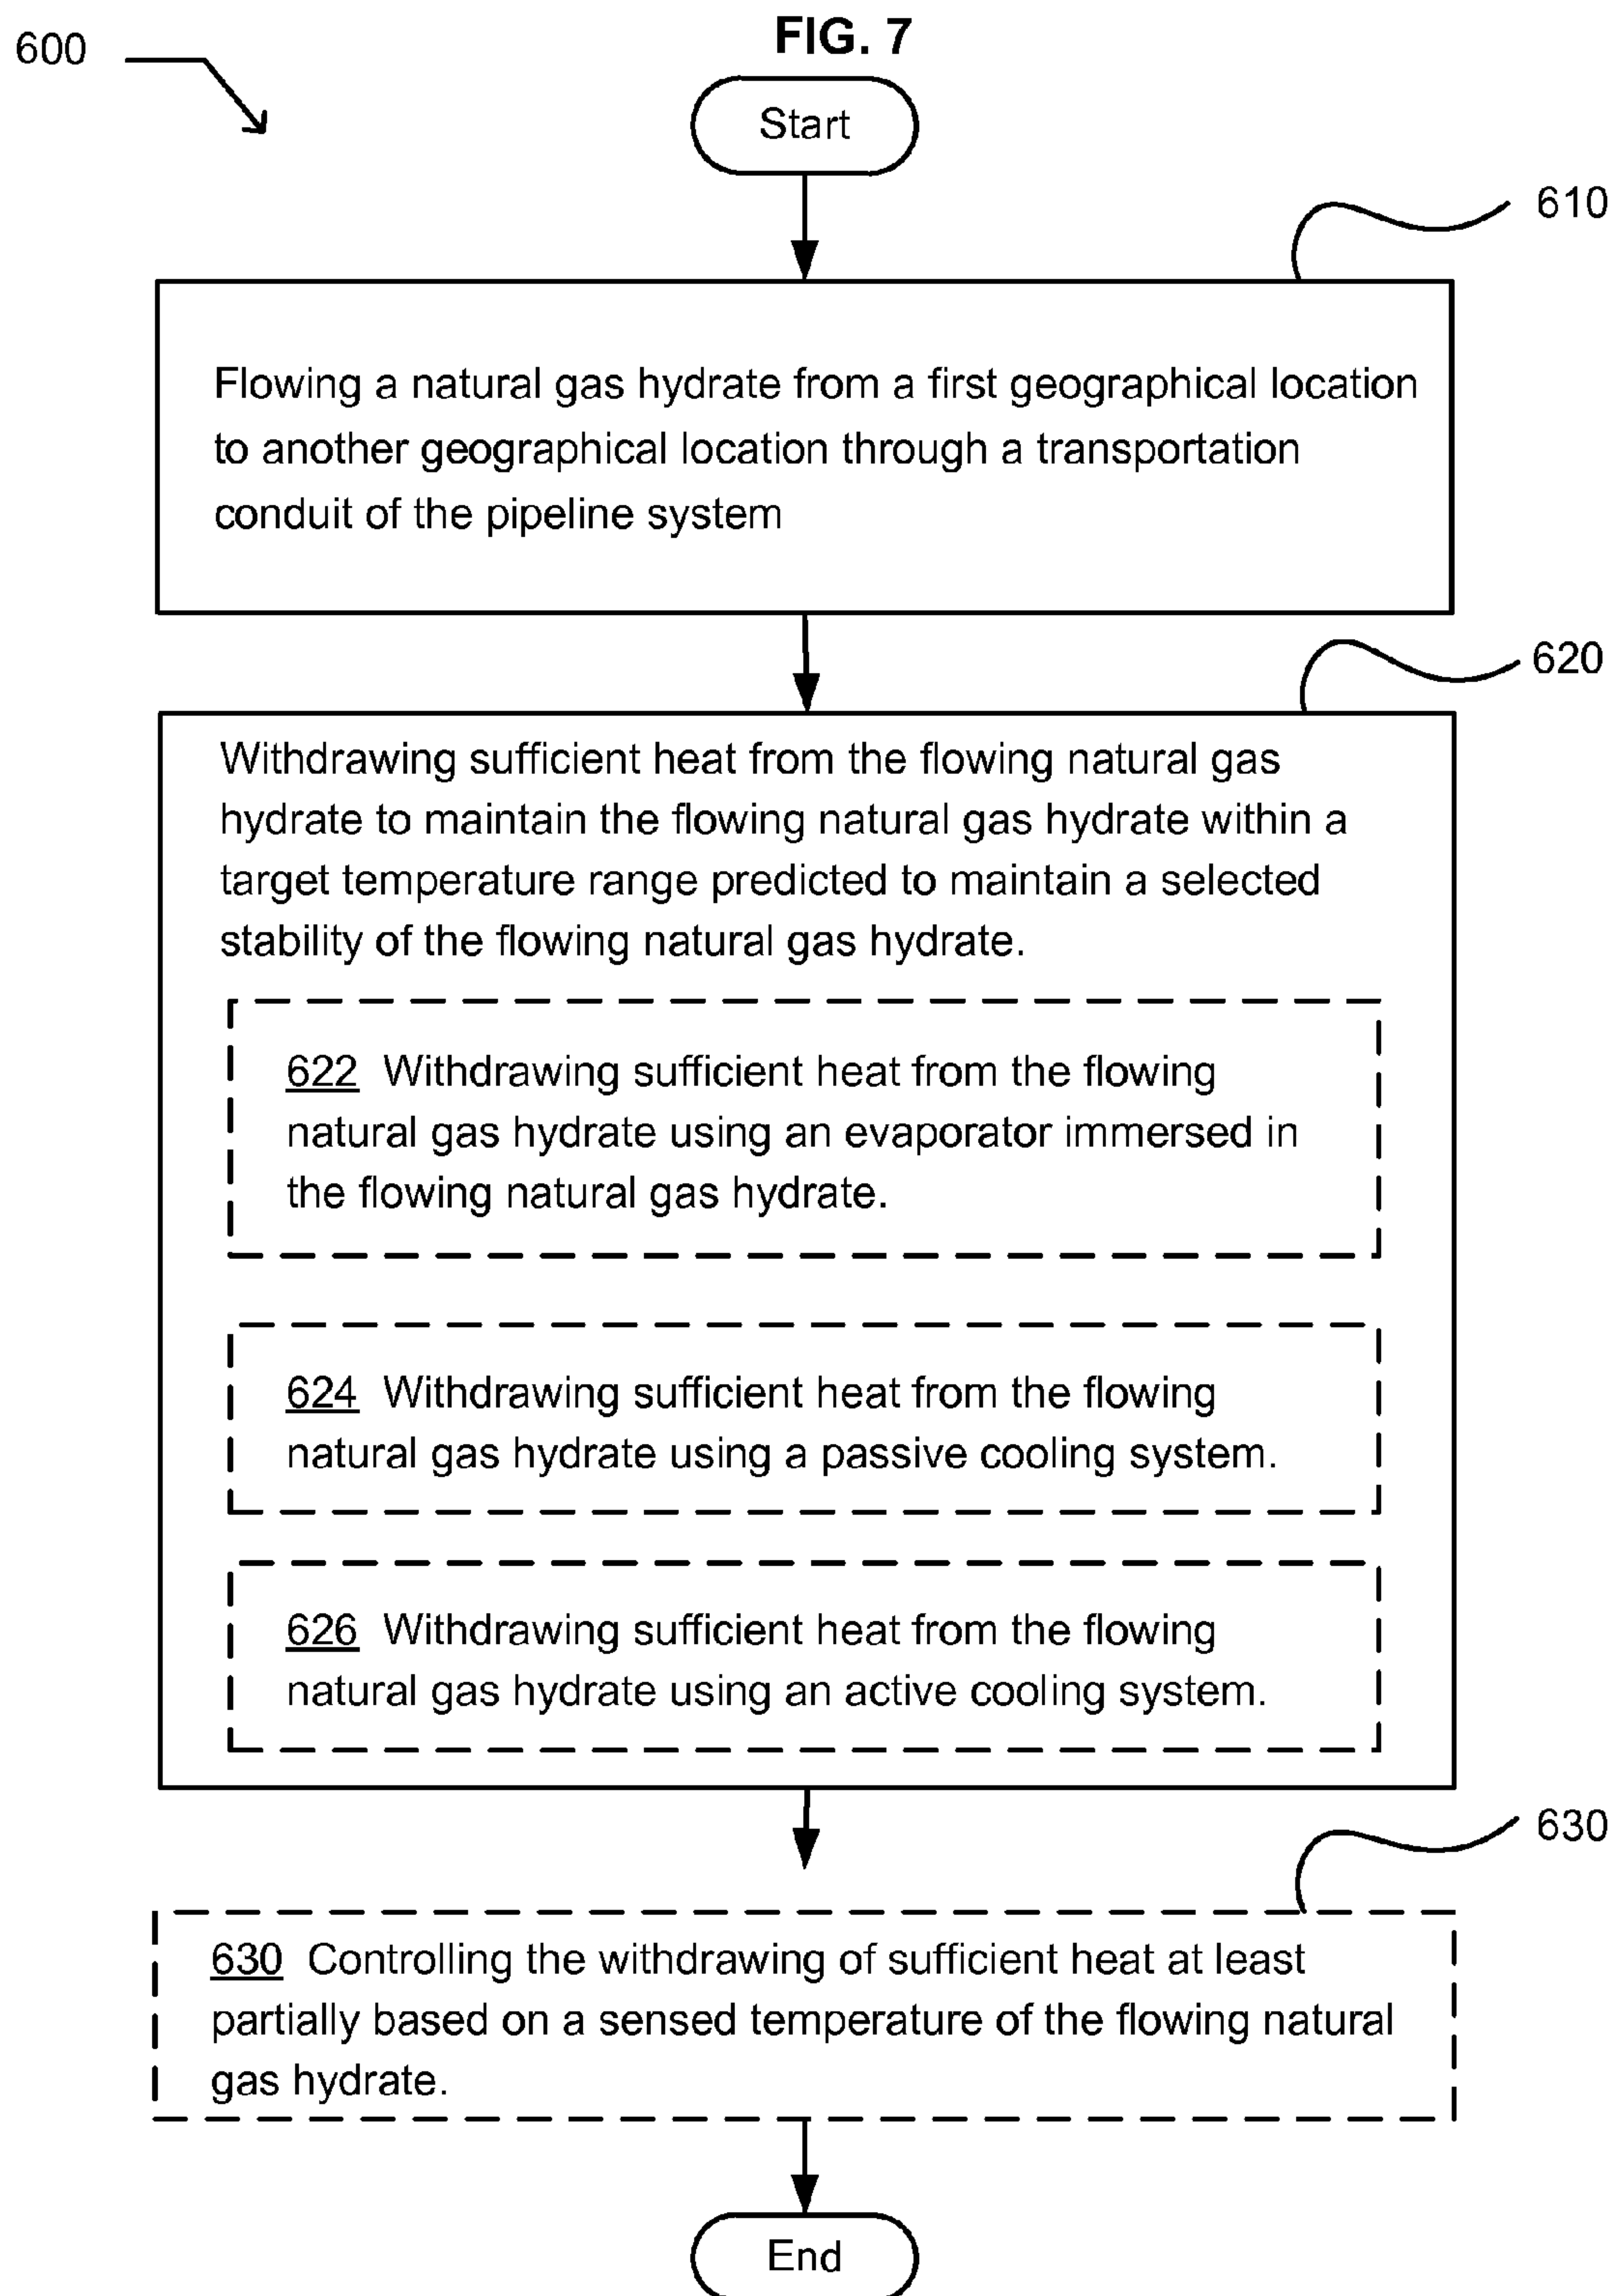 FIG. 7
600
Start
610
Flowing a natural gas hydrate from a first geographical location
to another geographical location through a transportation
conduit of the pipeline system
620
Withdrawing sufficient heat from the flowing natural gas
hydrate to maintain the flowing natural gas hydrate within a
target temperature range predicted to maintain a selected
stability of the flowing natural gas hydrate.
622 Withdrawing sufficient heat from the flowing
natural gas hydrate using an evaporator immersed in
the flowing natural gas hydrate.
624 Withdrawing sufficient heat from the flowing
natural gas hydrate using a passive cooling system.
626 Withdrawing sufficient heat from the flowing
natural gas hydrate using an active cooling system.
630
630 Controlling the withdrawing of sufficient heat at least
partially based on a sensed temperature of the flowing natural
gas hydrate.
End